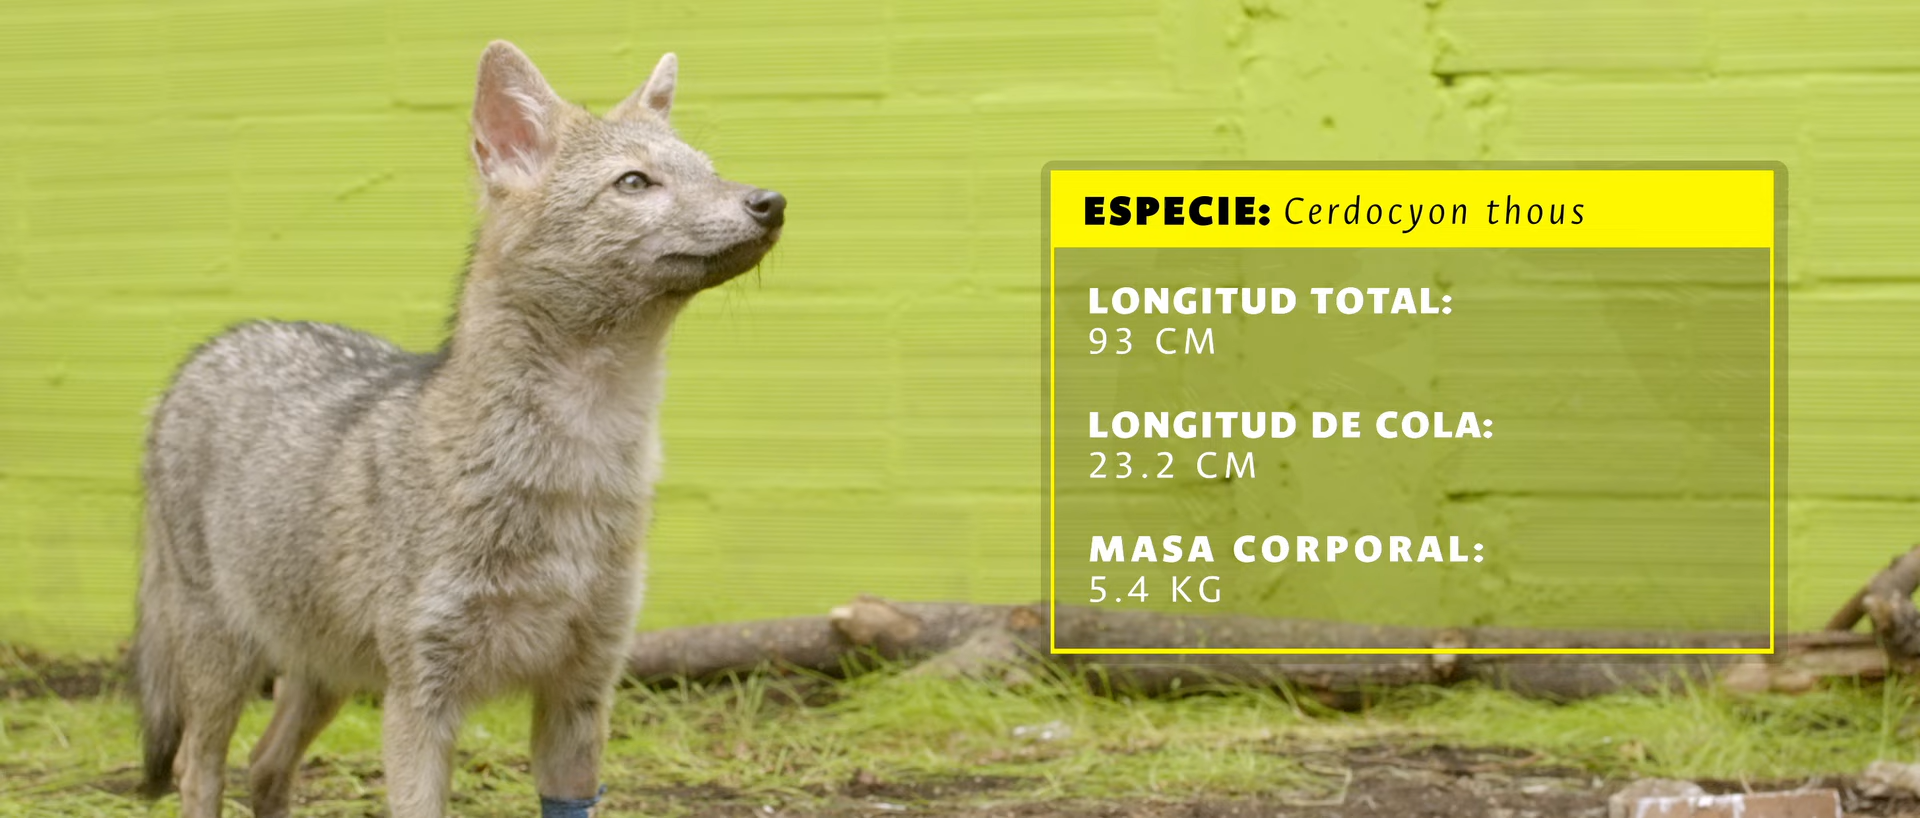 ESPECIE: Cerdocyon thous
LONGITUD TOTAL:
93 CM
LONGITUD DE COLA:
23.2 CM
MASA CORPORAL:
5.4 KG